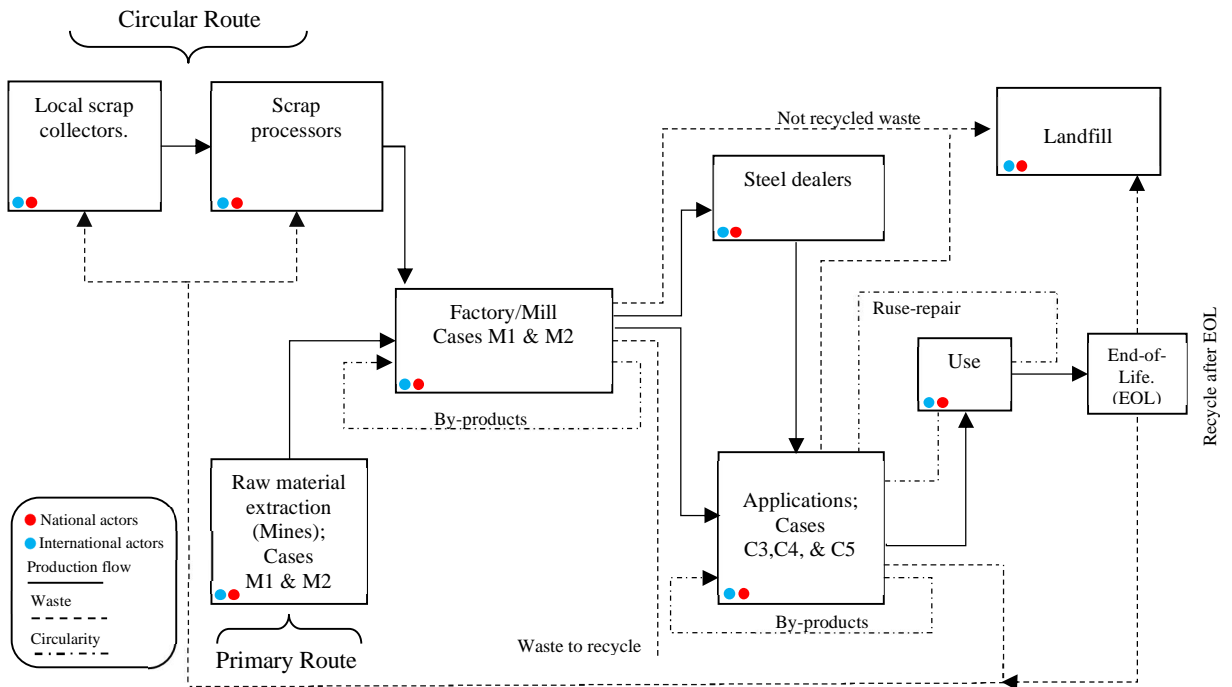 Circular Route
Local scrap
collectors.
Scrap
processors
Not recycled waste
Landfill
Steel dealers
Factory/Mill
Cases M1 & M2
Ruse-repair
Use
End-of-
Life.
(EOL)
Recycle after EOL
By-products
Raw material
extraction
(Mines);
Cases
M1 & M2
Applications;
Cases
C3,C4, & C5
By-products
Waste to recycle
Primary Route
National actors
International actors
Production flow
Waste
Circularity